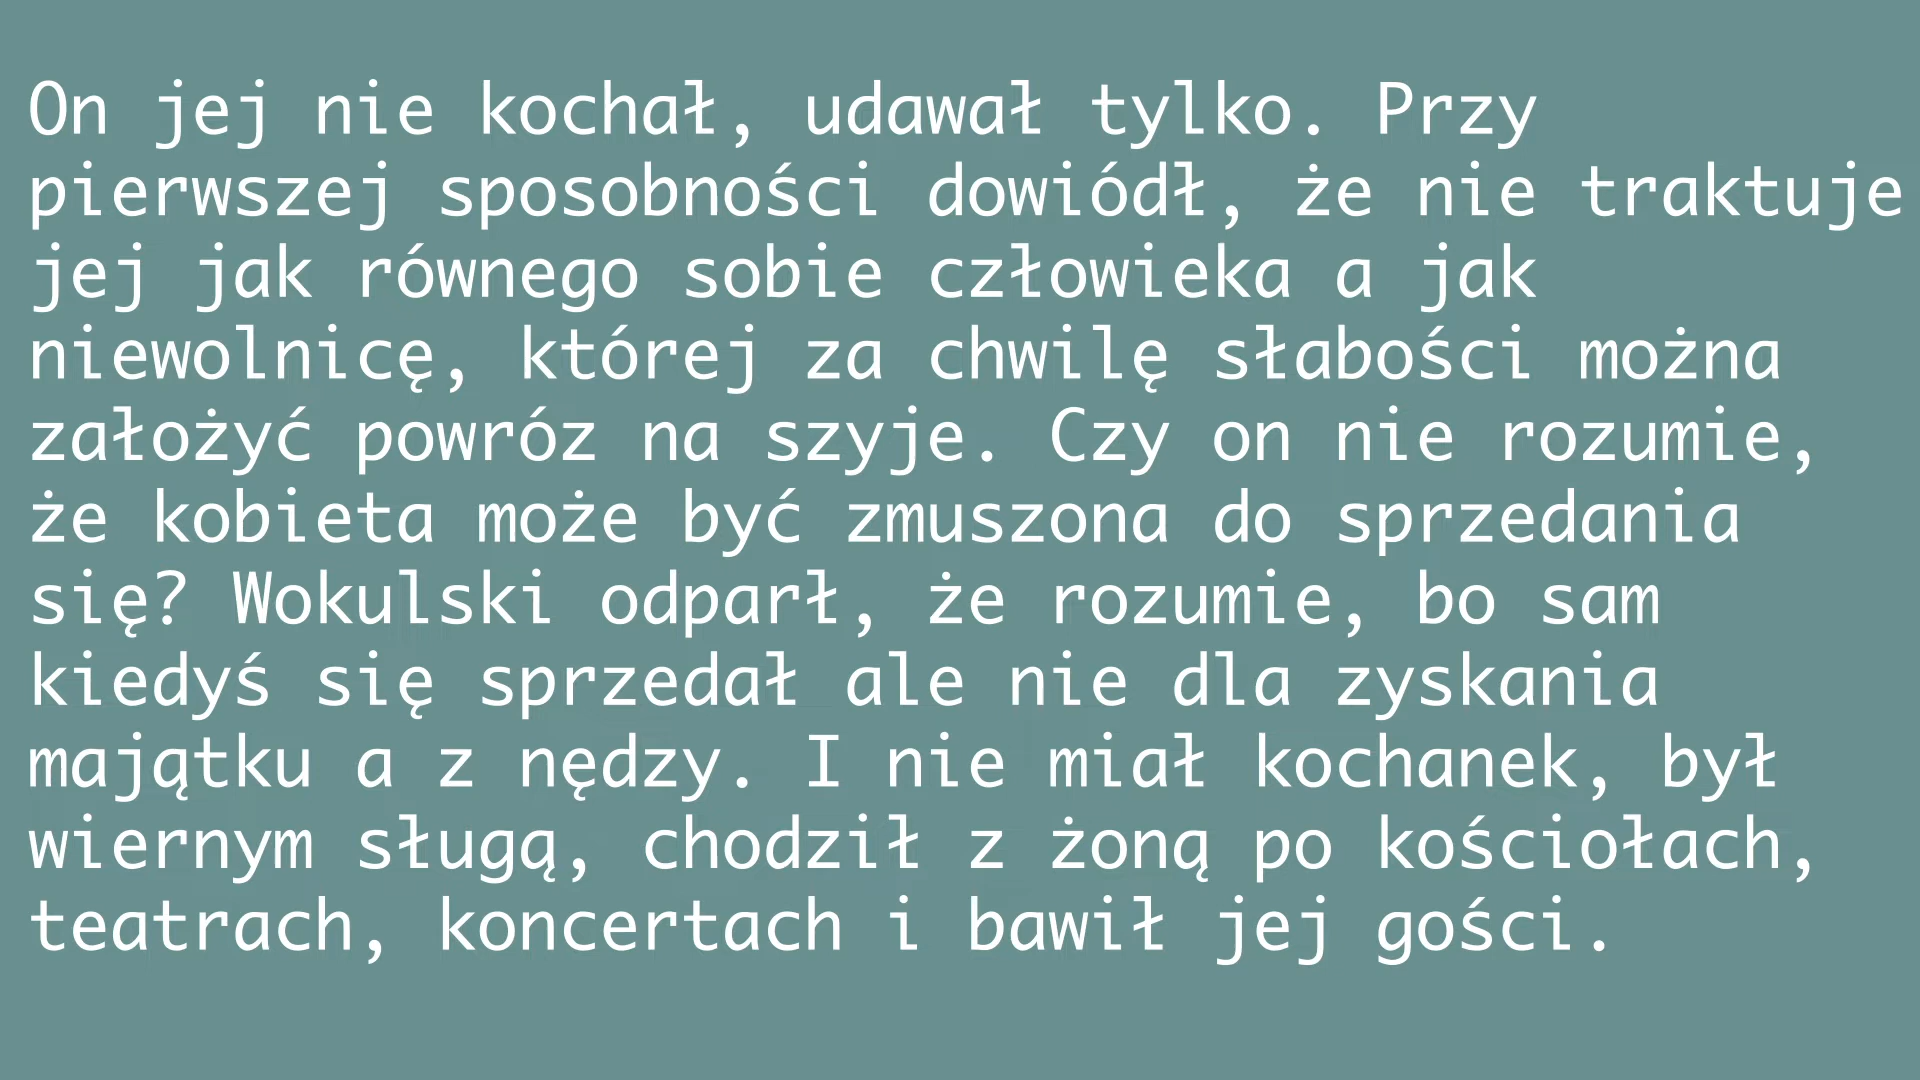 On jej nie kochał, udawał tylko. Przy
pierwszej sposobności dowiódł, że nie traktuje
jej jak równego sobie człowieka a jak
niewolnicę, której za chwilę słabości można
założyć powróz na szyje. Czy on nie rozumie,
że kobieta może być zmuszona do sprzedania
się? Wokulski odparł, że rozumie, bo sam
kiedyś się sprzedał ale nie dla zyskania
majątku a z nędzy. I nie miał kochanek, był
wiernym sługą, chodził z żoną po kościołach,
teatrach, koncertach i bawił jej gości.